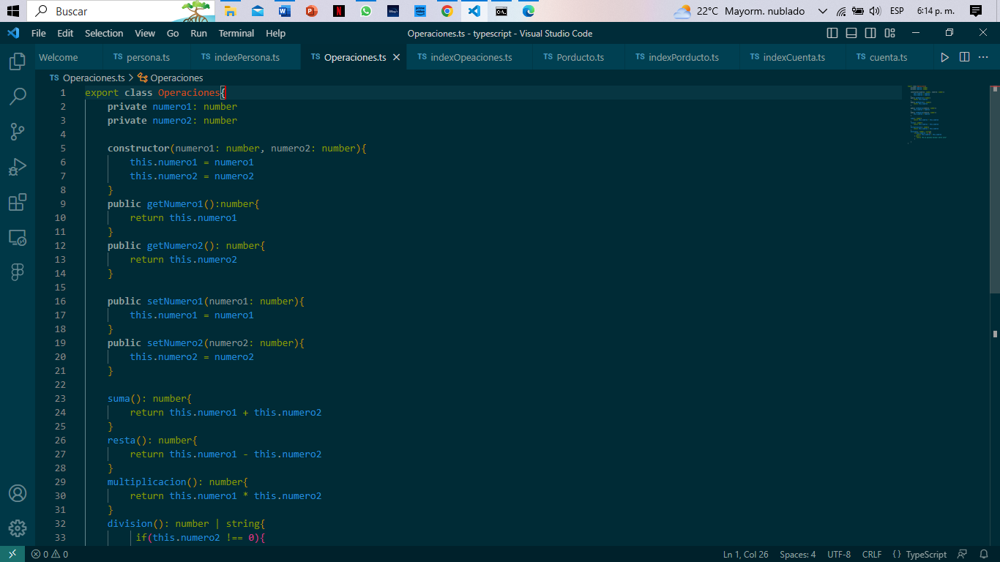 Buscar
22°C Mayorm. nublado
ESP
6:14 p. m.
File Edit Selection View Go Run Terminal Help
Operaciones.ts - typescript - Visual Studio Code
Welcome
TS persona.ts
TS indexPersona.ts
TS Operaciones.ts
TS indexOpeaciones.ts
TS Porducto.ts
TS indexPorducto.ts
TS indexCuenta.ts
TS cuenta.ts
TS Operaciones.ts > Operaciones
1 export class Operaciones{
2 private numero1: number
3 private numero2: number
4
5 constructor(numero1: number, numero2: number){
6 this.numero1 = numero1
7 this.numero2 = numero2
8 }
9 public getNumero1():number{
10 return this.numero1
11 }
12 public getNumero2(): number{
13 return this.numero2
14 }
15
16 public setNumero1(numero1: number){
17 this.numero1 = numero1
18 }
19 public setNumero2(numero2: number){
20 this.numero2 = numero2
21 }
22
23 suma(): number{
24 return this.numero1 + this.numero2
25 }
26 resta(): number{
27 return this.numero1 - this.numero2
28 }
29 multiplicacion(): number{
30 return this.numero1 * this.numero2
31 }
32 division(): number | string{
33 if(this.numero2 !== 0){
0 0
Ln 1, Col 26
Spaces: 4
UTF-8
CRLF
{ } TypeScript